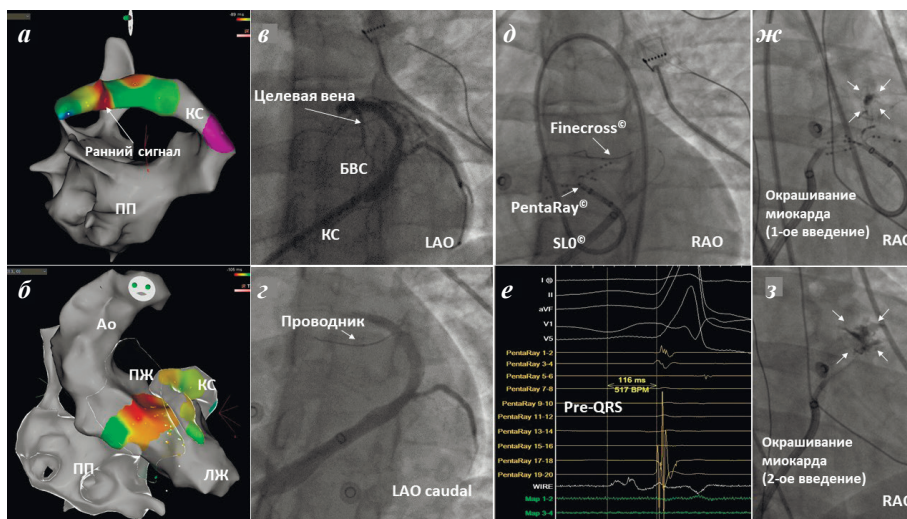 а
КС
Ранний сигнал
ПП
б
Ао
ПЖ
КС
ПП
ЛЖ
в
Целевая вена
БВС
КС
LAO
г
Проводник
LAO caudal
д
Finecross©
PentaRay©
SL0©
RAO
е
I
II
aVF
V1
V5
PentaRay 1-2
PentaRay 3-4
PentaRay 5-6
PentaRay 7-8
116 ms
517 BPM
Pre-QRS
PentaRay 9-10
PentaRay 11-12
PentaRay 13-14
PentaRay 15-16
PentaRay 17-18
PentaRay 19-20
WIRE
Map 1-2
Map 3-4
ж
Окрашивание
миокарда
(1-ое введение)
RAO
з
Окрашивание
миокарда
(2-ое введение)
RAO